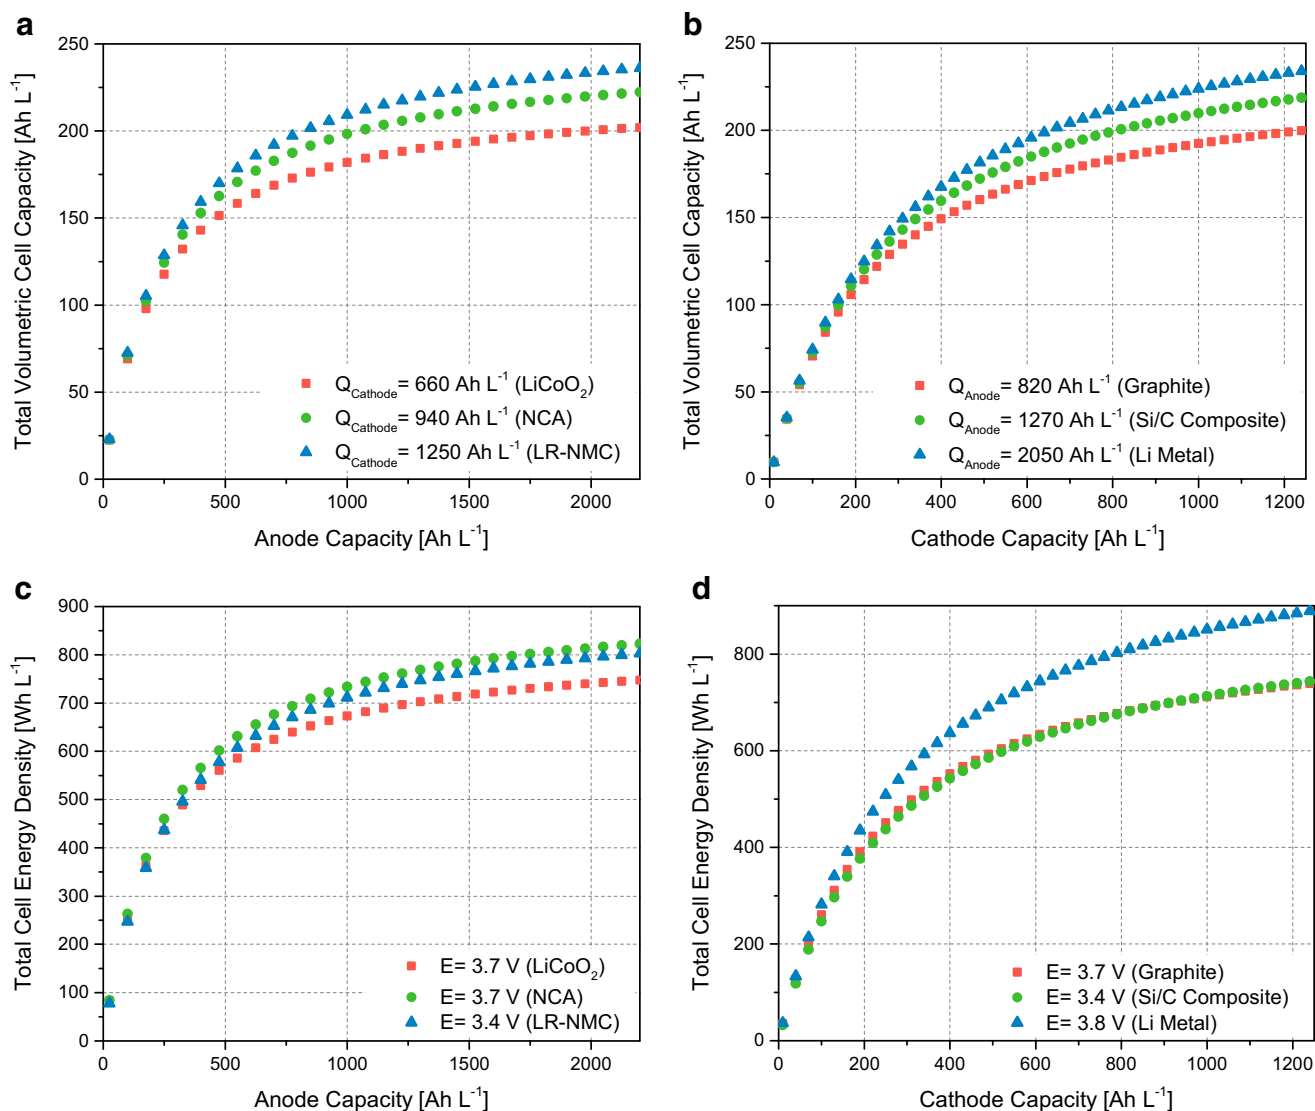 a
Total Volumetric Cell Capacity [Ah L⁻¹]
250
200
150
100
50
0
0 500 1000 1500 2000
Anode Capacity [Ah L⁻¹]
Q_Cathode= 660 Ah L⁻¹ (LiCoO₂)
Q_Cathode= 940 Ah L⁻¹ (NCA)
Q_Cathode= 1250 Ah L⁻¹ (LR-NMC)
b
Total Volumetric Cell Capacity [Ah L⁻¹]
250
200
150
100
50
0
0 200 400 600 800 1000 1200
Cathode Capacity [Ah L⁻¹]
Q_Anode= 820 Ah L⁻¹ (Graphite)
Q_Anode= 1270 Ah L⁻¹ (Si/C Composite)
Q_Anode= 2050 Ah L⁻¹ (Li Metal)
c
Total Cell Energy Density [Wh L⁻¹]
900
800
700
600
500
400
300
200
100
0
0 500 1000 1500 2000
Anode Capacity [Ah L⁻¹]
E= 3.7 V (LiCoO₂)
E= 3.7 V (NCA)
E= 3.4 V (LR-NMC)
d
Total Cell Energy Density [Wh L⁻¹]
800
600
400
200
0
0 200 400 600 800 1000 1200
Cathode Capacity [Ah L⁻¹]
E= 3.7 V (Graphite)
E= 3.4 V (Si/C Composite)
E= 3.8 V (Li Metal)